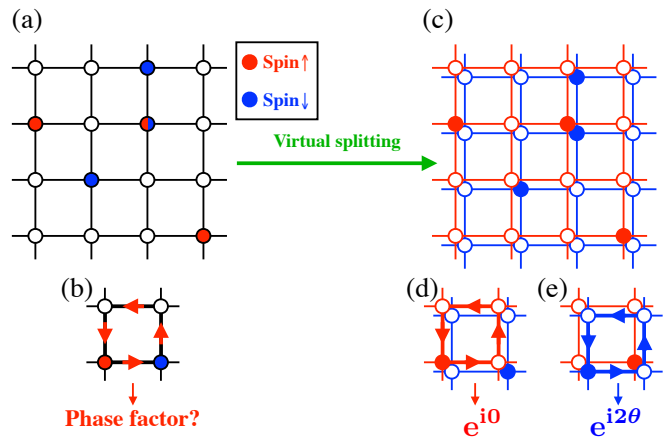 (a)
(c)
Spin↑
Spin↓
Virtual splitting
(b)
(d)
(e)
Phase factor?
e^{i0}
e^{i2θ}